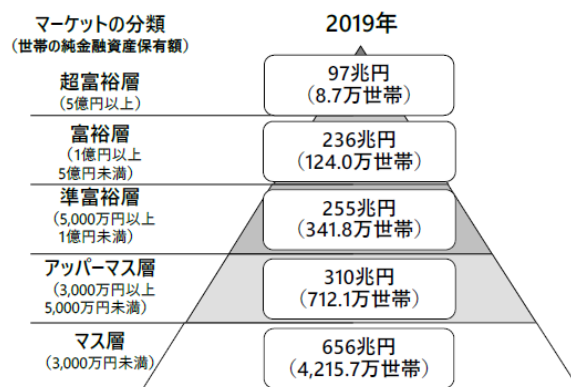 マーケットの分類
(世帯の純金融資産保有額)
2019年
超富裕層
(5億円以上)
97兆円
(8.7万世帯)
富裕層
(1億円以上
5億円未満)
236兆円
(124.0万世帯)
準富裕層
(5,000万円以上
1億円未満)
255兆円
(341.8万世帯)
アッパーマス層
(3,000万円以上
5,000万円未満)
310兆円
(712.1万世帯)
マス層
(3,000万円未満)
656兆円
(4,215.7万世帯)